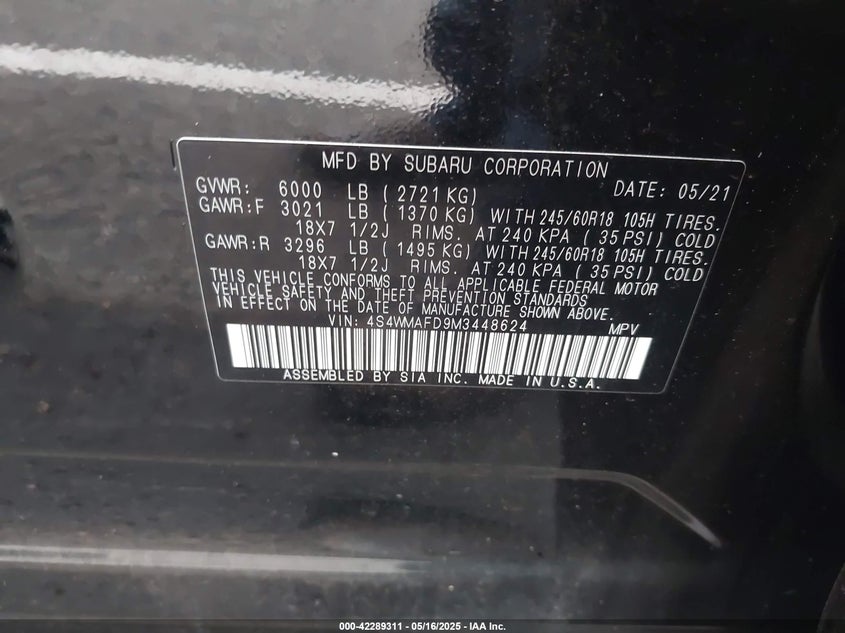 MFD BY SUBARU CORPORATION
GVWR: 6000 LB ( 2721 KG) DATE: 05/21
GAWR:F 3021 LB ( 1370 KG) WITH 245/60R18 105H TIRES.
18X7 1/2J RIMS. AT 240 KPA ( 35 PSI) COLD
GAWR:R 3296 LB ( 1495 KG) WITH 245/60R18 105H TIRES.
18X7 1/2J RIMS. AT 240 KPA ( 35 PSI) COLD
THIS VEHICLE CONFORMS TO ALL APPLICABLE FEDERAL MOTOR
VEHICLE SAFETY AND THEFT PREVENTION STANDARDS
IN EFFECT ON THE DATE OF MANUFACTURE SHOWN ABOVE.
VIN: 4S4WMAFD9M3448624 MPV
ASSEMBLED BY SIA INC. MADE IN U.S.A.
000-42289311 - 05/16/2025 - IAA Inc.